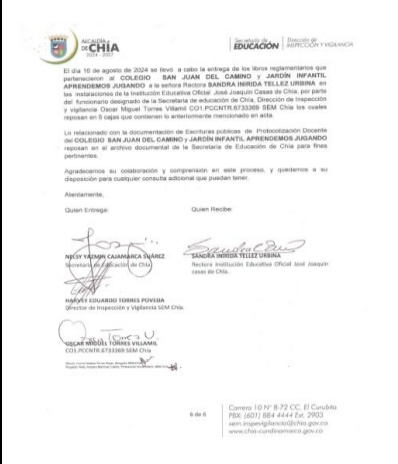 ALCALDÍA
DE CHÍA
Secretaría de
EDUCACIÓN
Dirección de
INSPECCIÓN Y VIGILANCIA
El día 16 de agosto de 2024 se llevó a cabo la entrega de los libros reglamentarios que
pertenecieron al COLEGIO SAN JUAN DEL CAMINO y JARDÍN INFANTIL
APRENDEMOS JUGANDO a la señora Rectora SANDRA INIRIDA TELLEZ URBINA en
las instalaciones de la Institución Educativa Oficial José Joaquín Casas de Chía, por parte
del funcionario designado de la Secretaría de educación de Chía, Dirección de Inspección
y vigilancia Oscar Miguel Torres Villamil CO1.PCCNTR.6733369 SEM Chía los cuales
reposan en 5 cajas que contienen lo anteriormente mencionado en acta.
Lo relacionado con la documentación de Escrituras públicas de Protocolización Docente
del COLEGIO SAN JUAN DEL CAMINO y JARDÍN INFANTIL APRENDEMOS JUGANDO
reposan en el archivo documental de la Secretaría de Educación de Chía para fines
pertinentes.
Agradecemos su colaboración y comprensión en este proceso, y quedamos a su
disposición para cualquier consulta adicional que puedan tener.
Atentamente,
Quien Entrega:
Quien Recibe:
NELSY YAZMIN CAJAMARCA SUÁREZ
Secretaria de Educación de Chía
SANDRA INIRIDA TELLEZ URBINA
Rectora Institución Educativa Oficial José Joaquín
casas de Chía.
HARVEY EDUARDO TORRES POVEDA
Director de Inspección y Vigilancia SEM Chía
OSCAR MIGUEL TORRES VILLAMIL
CO1.PCCNTR.6733369 SEM Chía
6 de 6
Carrera 10 N° 8-72 CC. El Curubito
PBX: (601) 884 4444 Ext. 2903
sem.inspevigilancia@chia.gov.co
www.chia-cundinamarca.gov.co